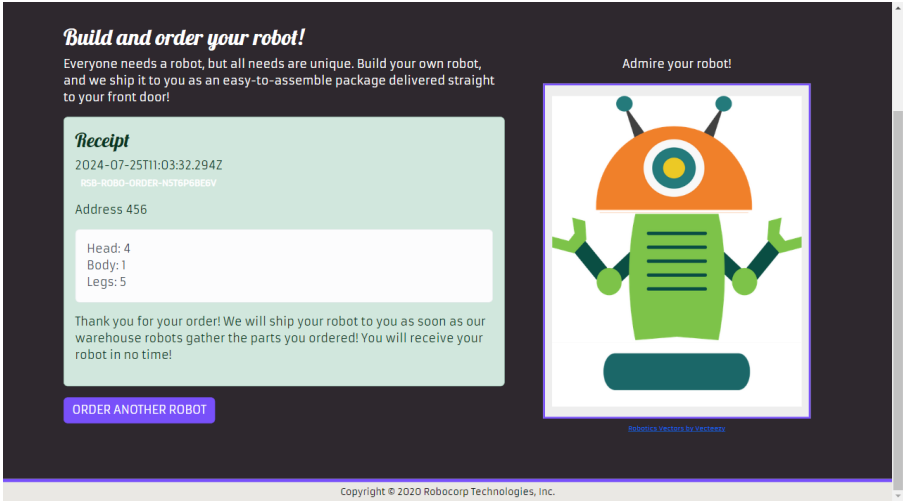 Build and order your robot!
Everyone needs a robot, but all needs are unique. Build your own robot,
and we ship it to you as an easy-to-assemble package delivered straight
to your front door!
Admire your robot!
Receipt
2024-07-25T11:03:32.294Z
RSB-ROBO-ORDER-N5T6P6BE6V
Address 456
Head: 4
Body: 1
Legs: 5
Thank you for your order! We will ship your robot to you as soon as our
warehouse robots gather the parts you ordered! You will receive your
robot in no time!
ORDER ANOTHER ROBOT
Robotics Vectors by Vecteezy
Copyright © 2020 Robocorp Technologies, Inc.